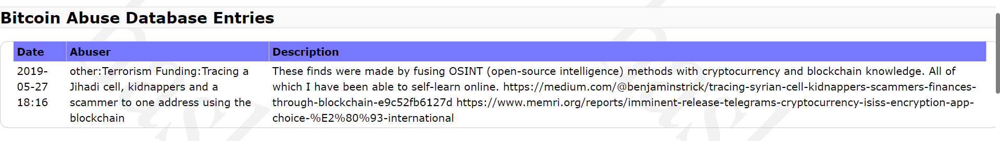 Bitcoin Abuse Database Entries
Date Abuser Description
2019-05-27 18:16
other:Terrorism Funding:Tracing a
Jihadi cell, kidnappers and a
scammer to one address using the
blockchain
These finds were made by fusing OSINT (open-source intelligence) methods with cryptocurrency and blockchain knowledge. All of
which I have been able to self-learn online. https://medium.com/@benjaminstrick/tracing-syrian-cell-kidnappers-scammers-finances-
through-blockchain-e9c52fb6127d https://www.memri.org/reports/imminent-release-telegrams-cryptocurrency-isiss-encryption-app-
choice-%E2%80%93-international